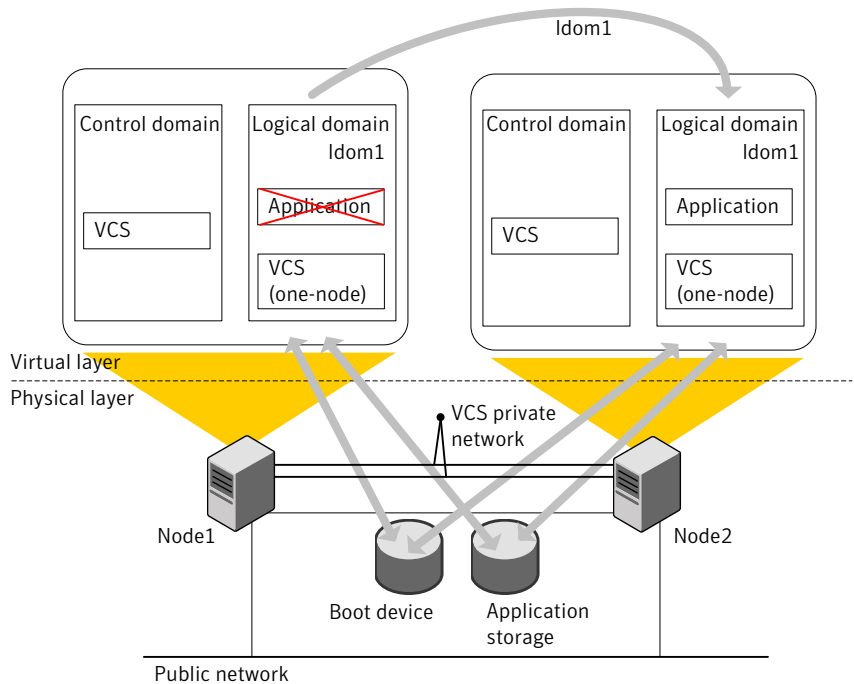 ldom1
Control domain
VCS
Logical domain
ldom1
Application
VCS
(one-node)
Control domain
VCS
Logical domain
ldom1
Application
VCS
(one-node)
Virtual layer
Physical layer
VCS private
network
Node1
Node2
Boot device
Application
storage
Public network